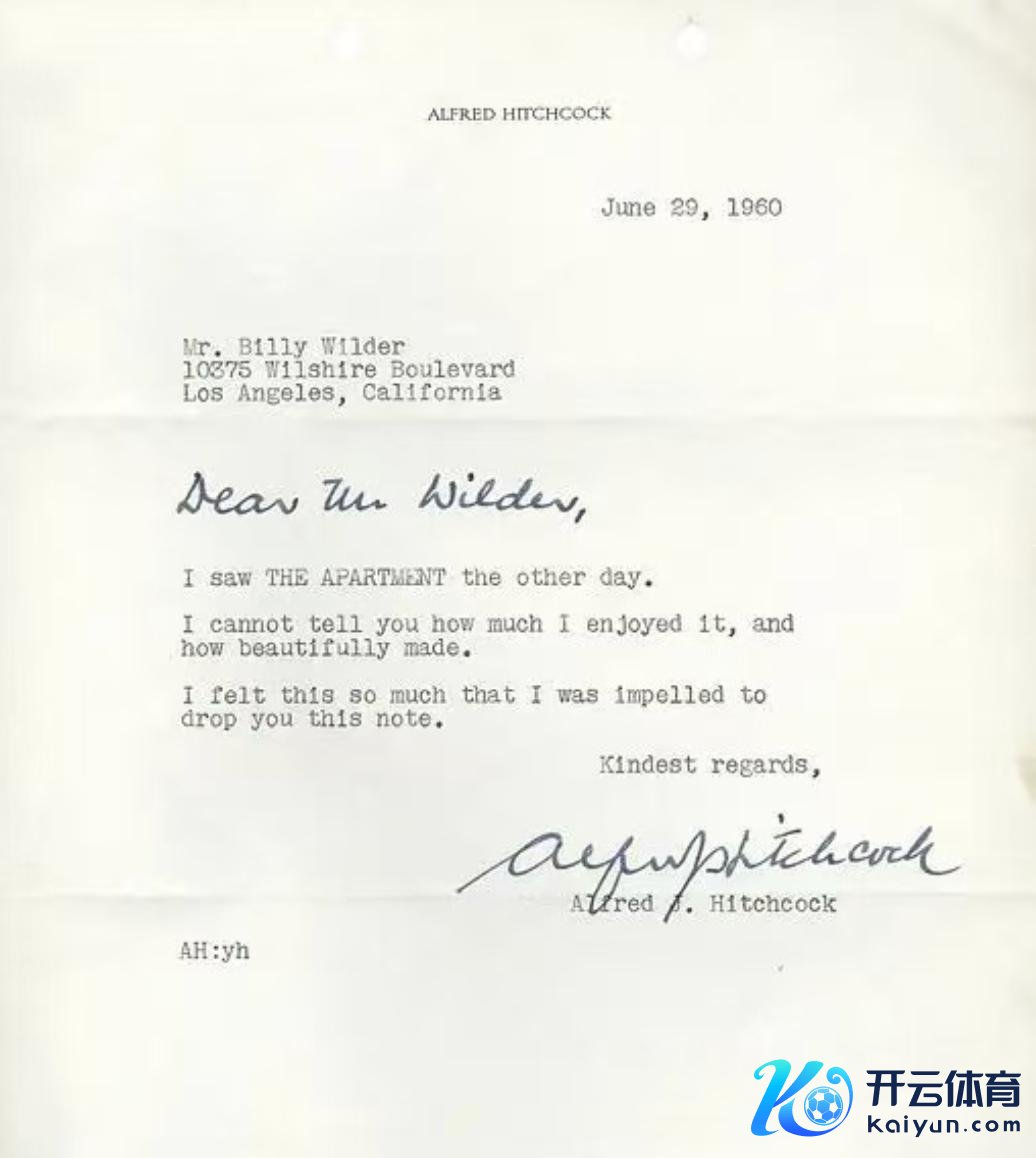 ALFRED HITCHCOCK
June 29, 1960
Mr. Billy Wilder
10375 Wilshire Boulevard
Los Angeles, California
Dear Mr Wilder,
I saw THE APARTMENT the other day.
I cannot tell you how much I enjoyed it, and
how beautifully made.
I felt this so much that I was impelled to
drop you this note.
Kindest regards,
Alfred Hitchcock
Alfred J. Hitchcock
AH:yh
开云体育
kaiyun.com